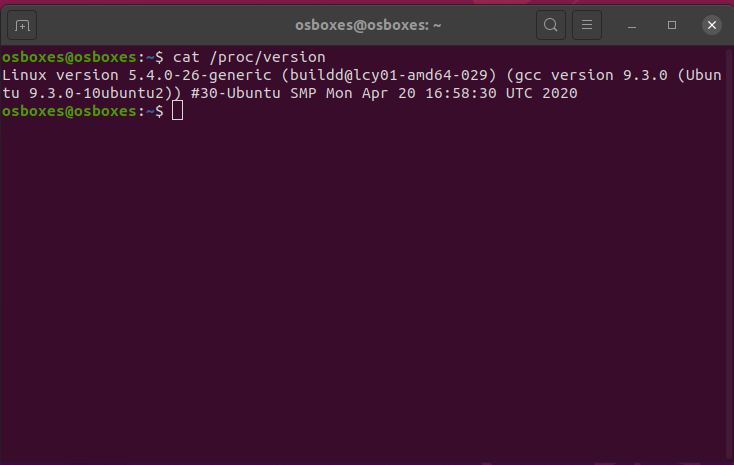 osboxes@osboxes: ~
osboxes@osboxes:~$ cat /proc/version
Linux version 5.4.0-26-generic (buildd@lcy01-amd64-029) (gcc version 9.3.0 (Ubun
tu 9.3.0-10ubuntu2)) #30-Ubuntu SMP Mon Apr 20 16:58:30 UTC 2020
osboxes@osboxes:~$